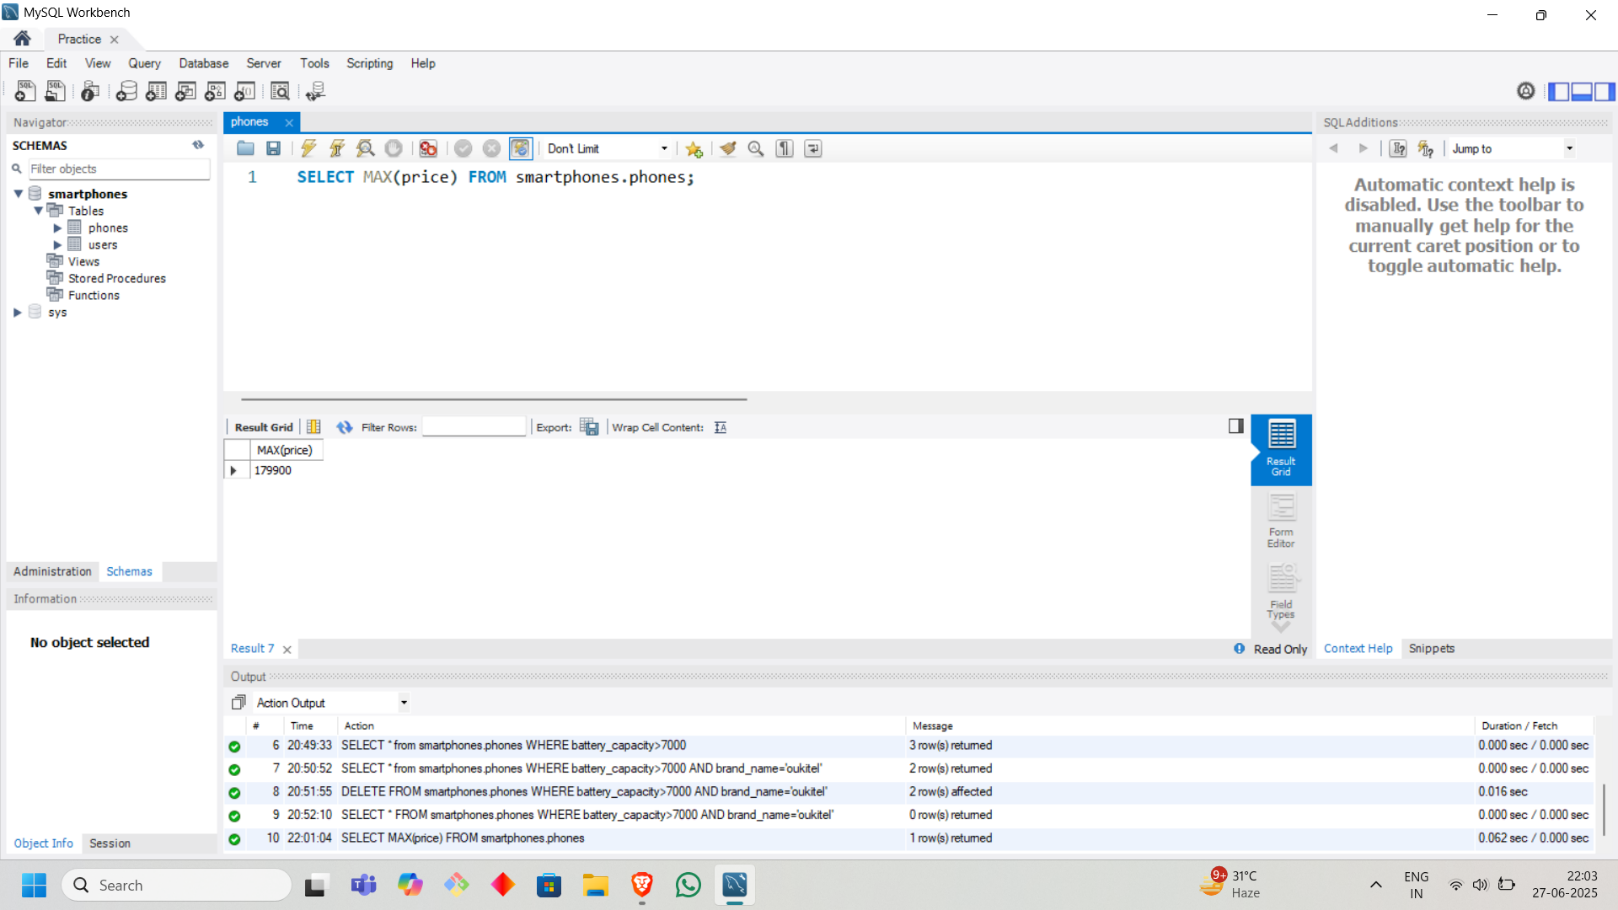 MySQL Workbench
Practice
File Edit View Query Database Server Tools Scripting Help
Navigator
SCHEMAS
Filter objects
smartphones
Tables
phones
users
Views
Stored Procedures
Functions
sys
Administration Schemas
Information
No object selected
Object Info Session
phones
Don't Limit
1 SELECT MAX(price) FROM smartphones.phones;
Result Grid Filter Rows: Export: Wrap Cell Content:
MAX(price)
179900
Result
Grid
Form
Editor
Field
Types
Result 7
Read Only
SQLAdditions
Jump to
Automatic context help is
disabled. Use the toolbar to
manually get help for the
current caret position or to
toggle automatic help.
Context Help Snippets
Output
Action Output
# Time Action Message Duration / Fetch
6 20:49:33 SELECT * from smartphones.phones WHERE battery_capacity>7000 3 row(s) returned 0.000 sec / 0.000 sec
7 20:50:52 SELECT * from smartphones.phones WHERE battery_capacity>7000 AND brand_name='oukitel' 2 row(s) returned 0.000 sec / 0.000 sec
8 20:51:55 DELETE FROM smartphones.phones WHERE battery_capacity>7000 AND brand_name='oukitel' 2 row(s) affected 0.016 sec
9 20:52:10 SELECT * FROM smartphones.phones WHERE battery_capacity>7000 AND brand_name='oukitel' 0 row(s) returned 0.000 sec / 0.000 sec
10 22:01:04 SELECT MAX(price) FROM smartphones.phones 1 row(s) returned 0.062 sec / 0.000 sec
Search
9+
31°C
Haze
ENG
IN
22:03
27-06-2025